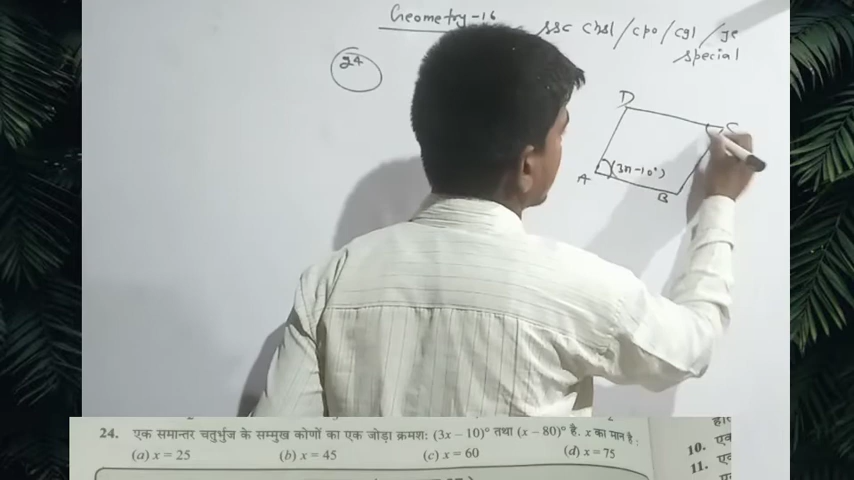 Geometry-16
SSC chsl/cpo/cgl/je
special
24
D
C
A
(3x-10°)
B
24. एक समान्तर चतुर्भुज के सम्मुख कोणों का एक जोड़ा क्रमश: (3x – 10)° तथा (x – 80)° है. x का मान है :
(a) x = 25 (b) x = 45 (c) x = 60 (d) x = 75
10.
11.